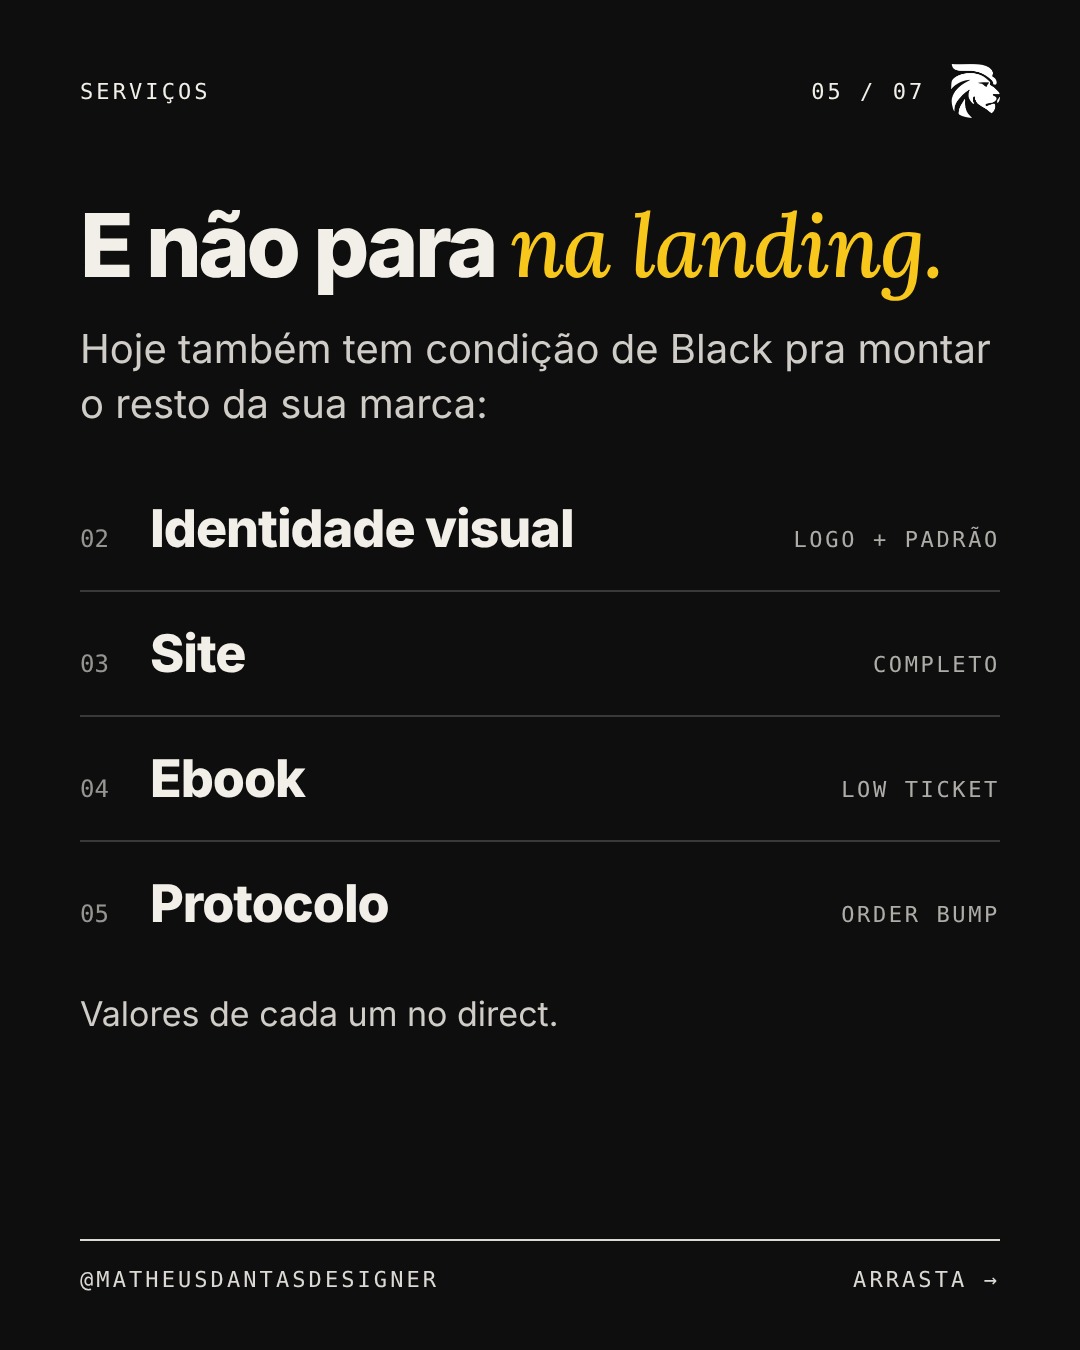 SERVIÇOS
05 / 07
E não para na landing.
Hoje também tem condição de Black pra montar
o resto da sua marca:
02 Identidade visual LOGO + PADRÃO
03 Site COMPLETO
04 Ebook LOW TICKET
05 Protocolo ORDER BUMP
Valores de cada um no direct.
@MATHEUSDANTASDESIGNER
ARRASTA →